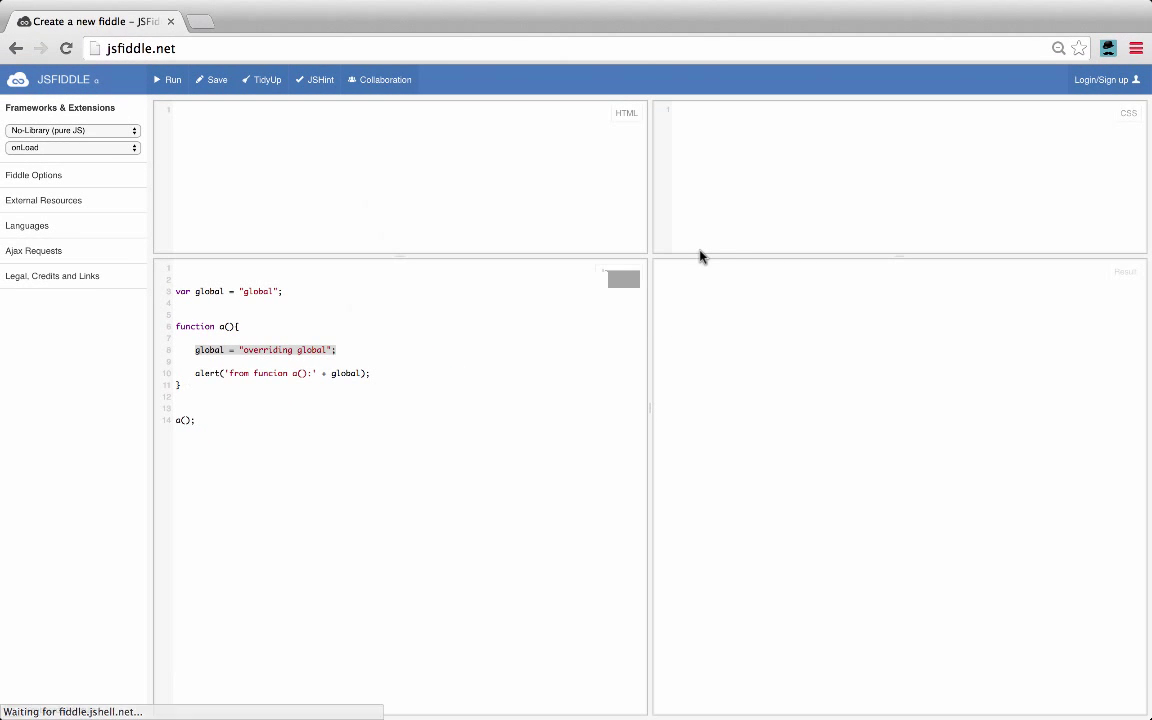 Create a new fiddle – JSFid
jsfiddle.net
JSFIDDLE α
Run
Save
TidyUp
JSHint
Collaboration
Login/Sign up
Frameworks & Extensions
No-Library (pure JS)
onLoad
Fiddle Options
External Resources
Languages
Ajax Requests
Legal, Credits and Links
1
HTML
1
CSS
1
2
3 var global = "global";
4
5
6 function a(){
7
8 global = "overriding global";
9
10 alert('from funcian a():' + global);
11 }
12
13
14 a();
Result
Waiting for fiddle.jshell.net...